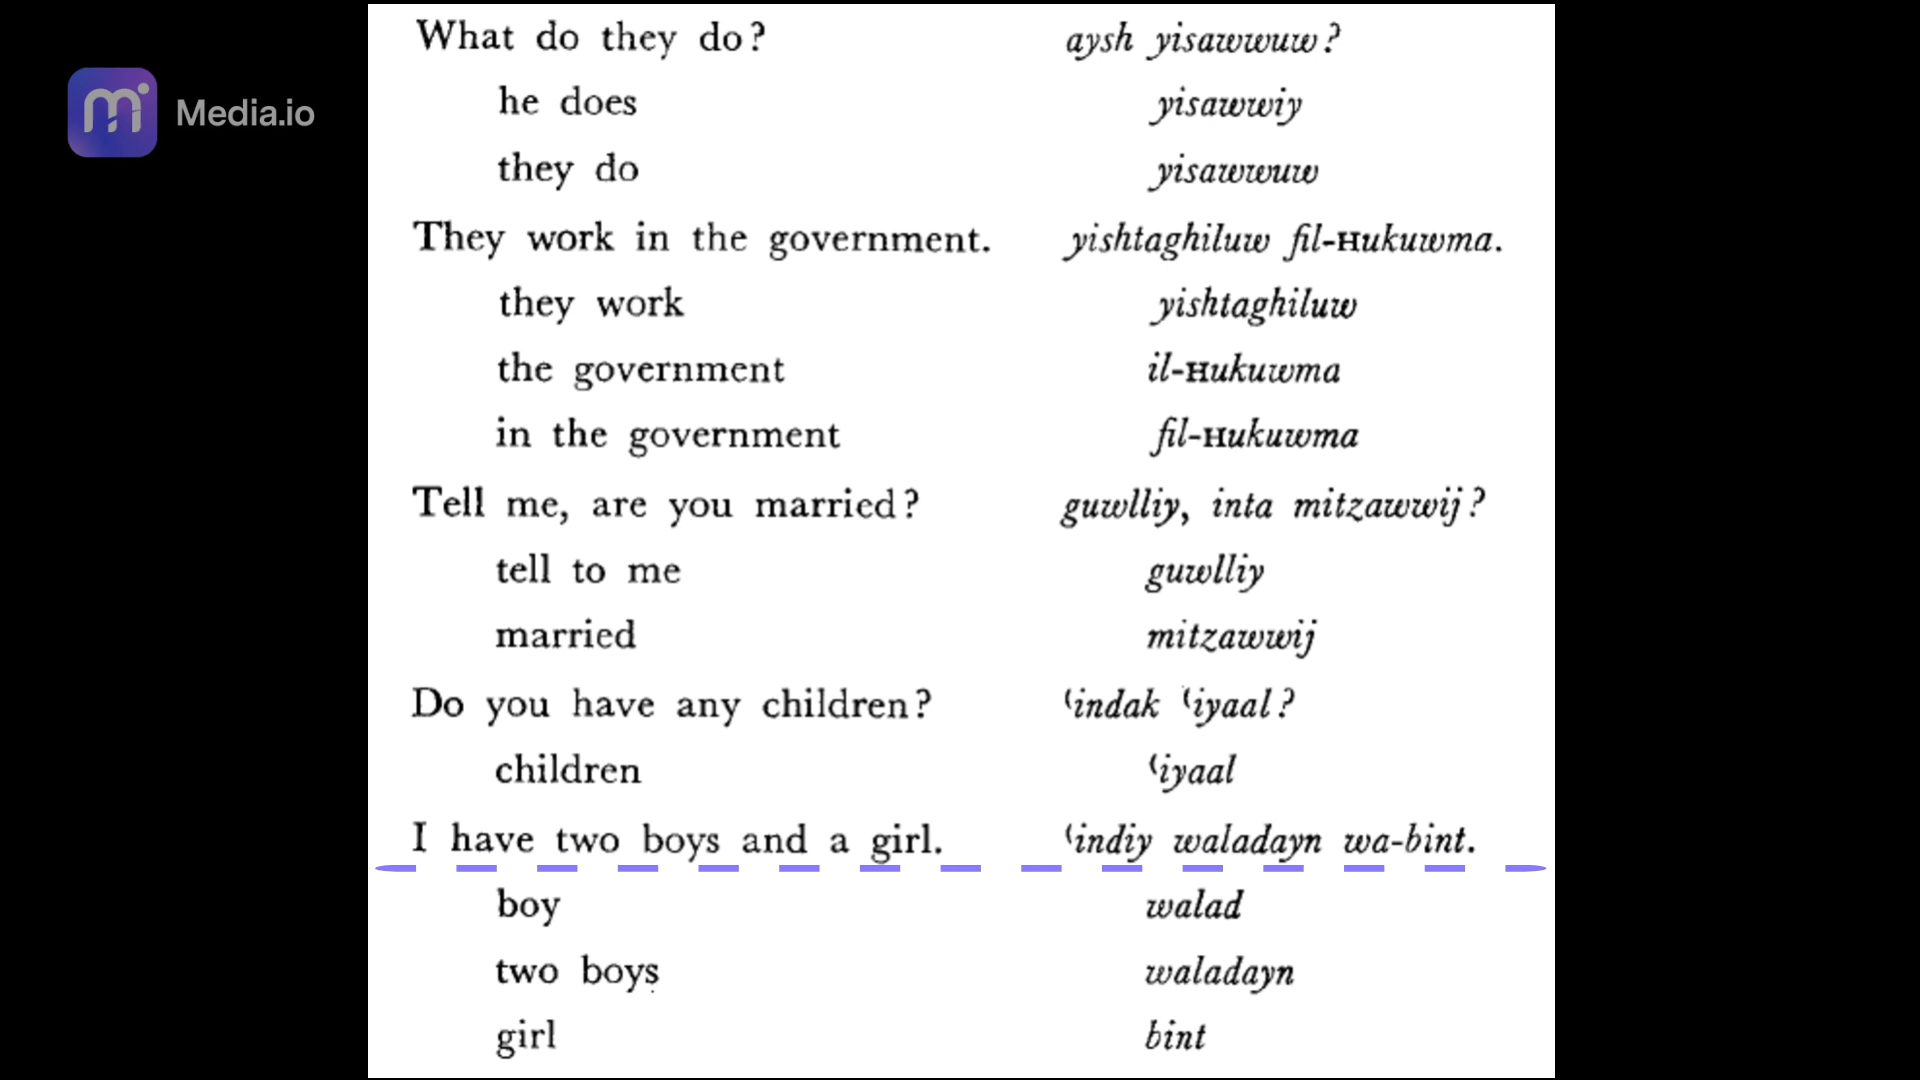 Media.io
What do they do? aysh yisawwuw?
he does yisawwiy
they do yisawwuw
They work in the government. yishtaghiluw fil-Hukuwma.
they work yishtaghiluw
the government il-Hukuwma
in the government fil-Hukuwma
Tell me, are you married? guwlliy, inta mitzawwij?
tell to me guwlliy
married mitzawwij
Do you have any children? ʿindak ʿiyaal?
children ʿiyaal
I have two boys and a girl. ʿindiy waladayn wa-bint.
boy walad
two boys waladayn
girl bint